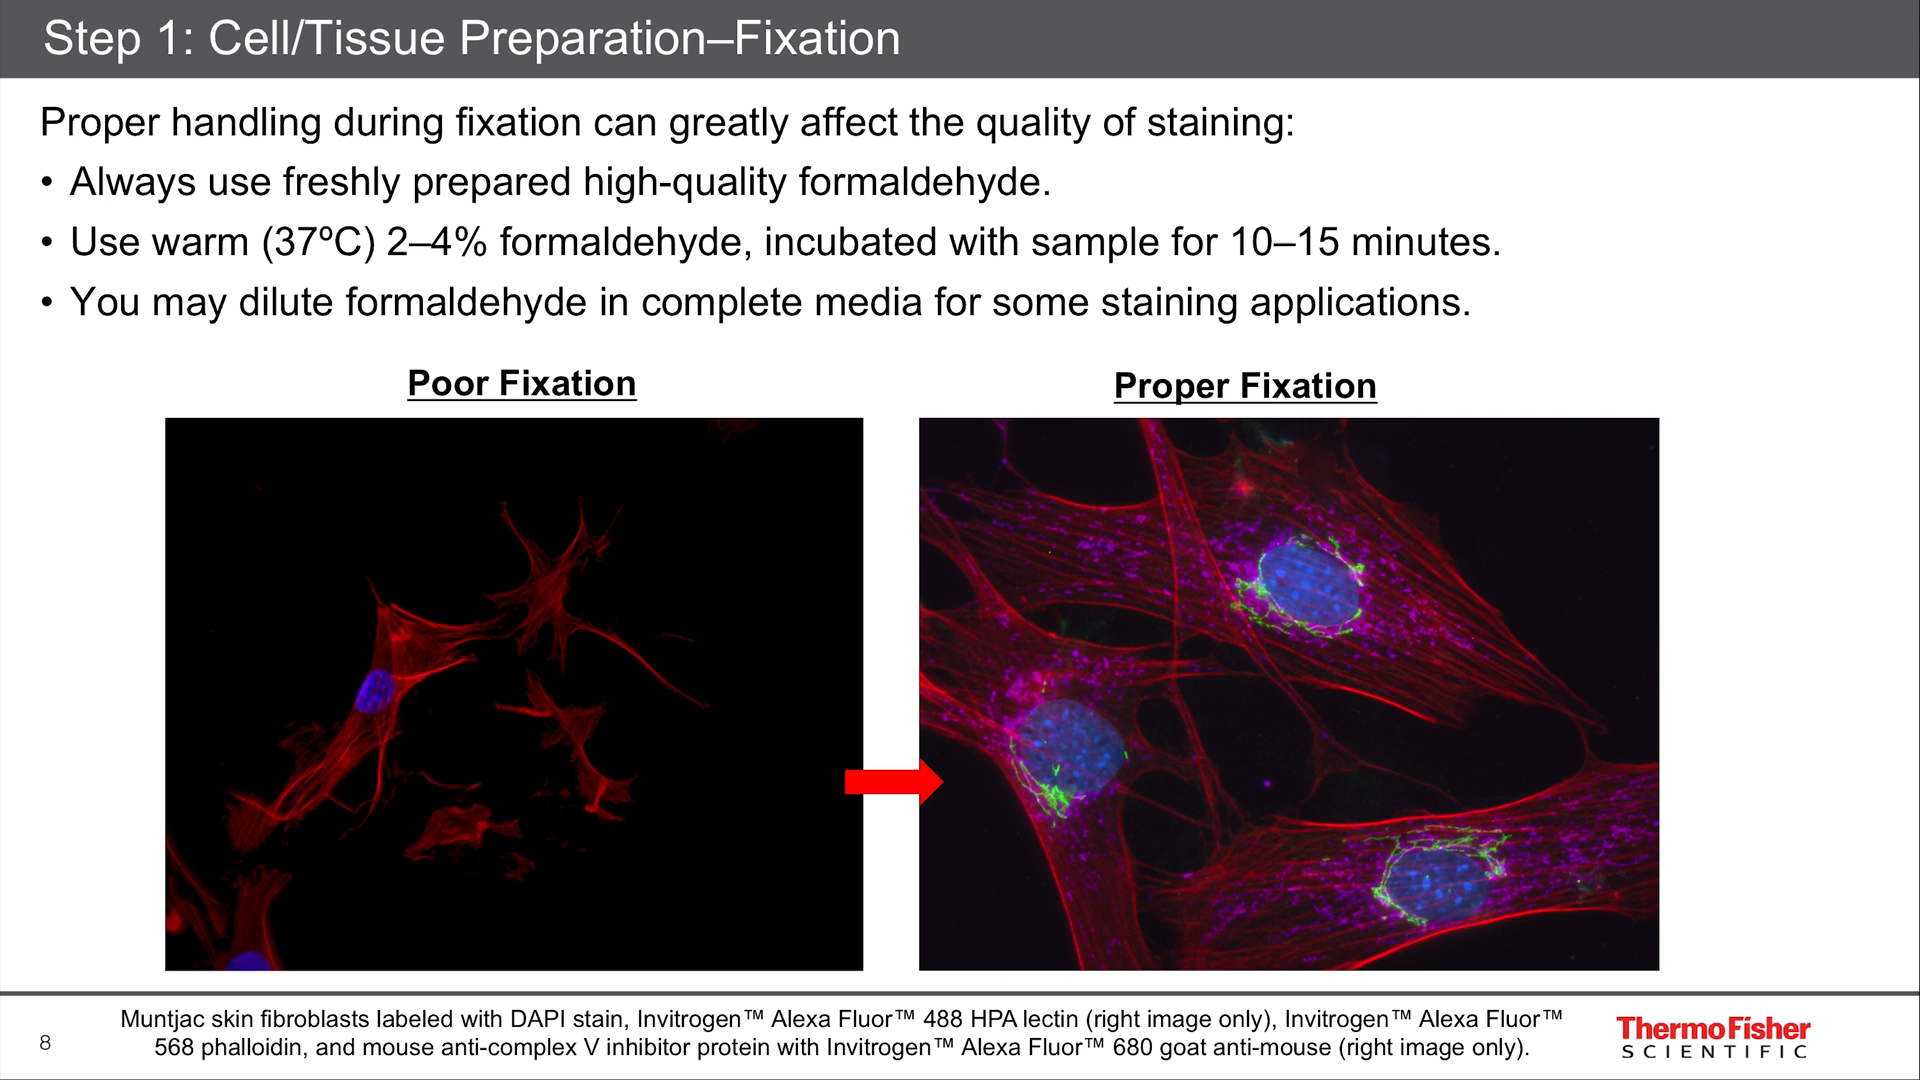 Step 1: Cell/Tissue Preparation–Fixation
Proper handling during fixation can greatly affect the quality of staining:
• Always use freshly prepared high-quality formaldehyde.
• Use warm (37ºC) 2–4% formaldehyde, incubated with sample for 10–15 minutes.
• You may dilute formaldehyde in complete media for some staining applications.
Poor Fixation
Proper Fixation
Muntjac skin fibroblasts labeled with DAPI stain, Invitrogen™ Alexa Fluor™ 488 HPA lectin (right image only), Invitrogen™ Alexa Fluor™
568 phalloidin, and mouse anti-complex V inhibitor protein with Invitrogen™ Alexa Fluor™ 680 goat anti-mouse (right image only).
8
ThermoFisher
SCIENTIFIC